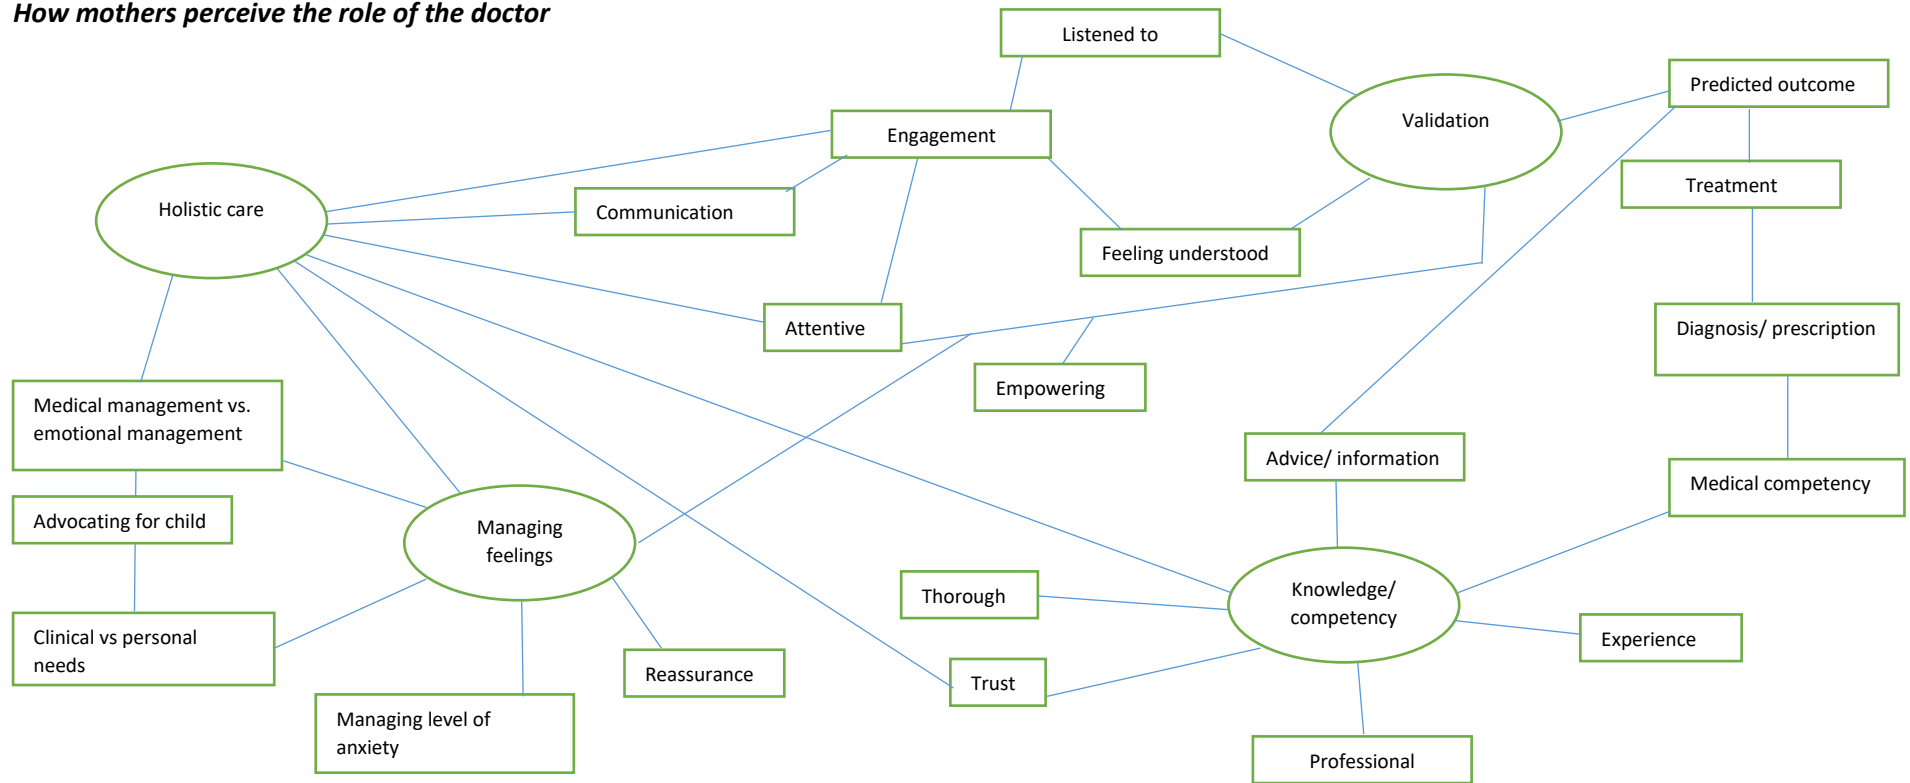 How mothers perceive the role of the doctor
Listened to
Predicted outcome
Validation
Engagement
Treatment
Holistic care
Communication
Feeling understood
Attentive
Diagnosis/ prescription
Empowering
Medical management vs.
emotional management
Advice/ information
Medical competency
Advocating for child
Managing
feelings
Thorough
Knowledge/
competency
Clinical vs personal
needs
Experience
Reassurance
Trust
Managing level of
anxiety
Professional